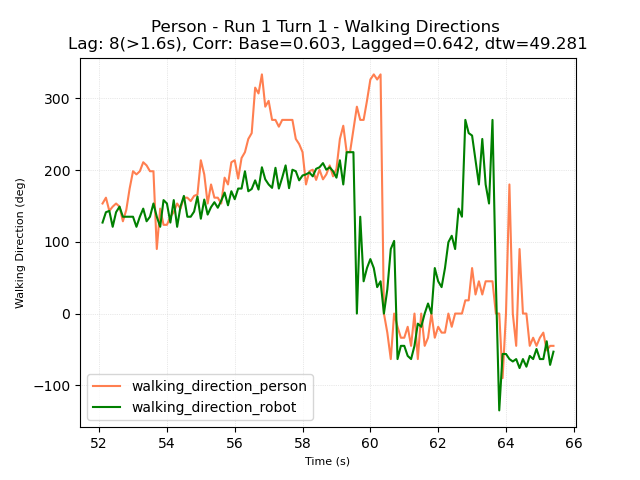 Person - Run 1 Turn 1 - Walking Directions
Lag: 8(>1.6s), Corr: Base=0.603, Lagged=0.642, dtw=49.281
300
200
100
0
−100
Walking Direction (deg)
walking_direction_person
walking_direction_robot
52 54 56 58 60 62 64 66
Time (s)